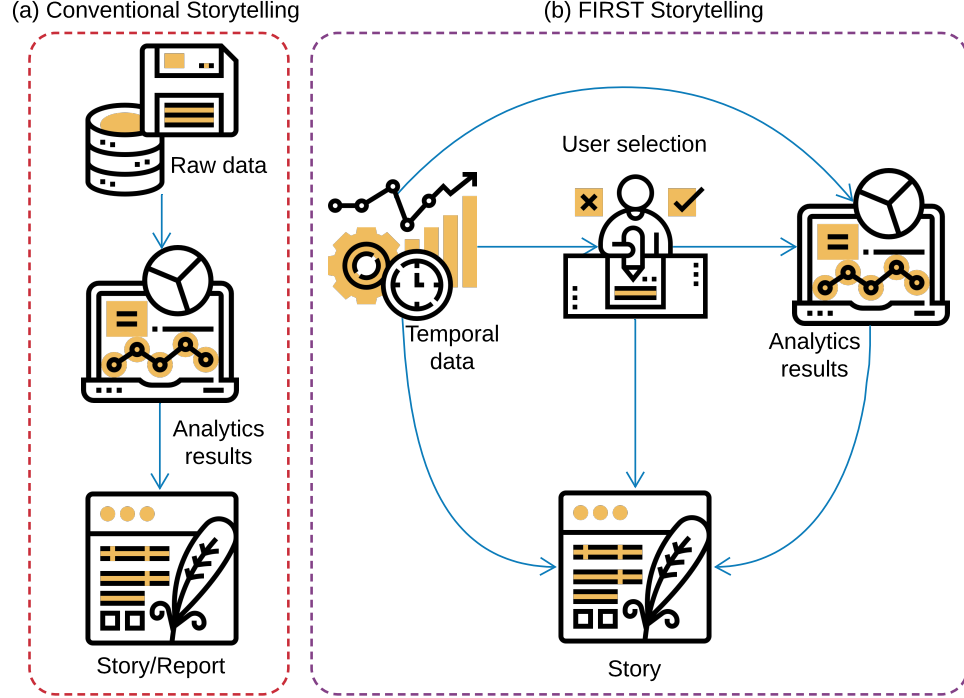 (a) Conventional Storytelling
Raw data
Analytics
results
Story/Report
(b) FIRST Storytelling
User selection
Temporal
data
Analytics
results
Story